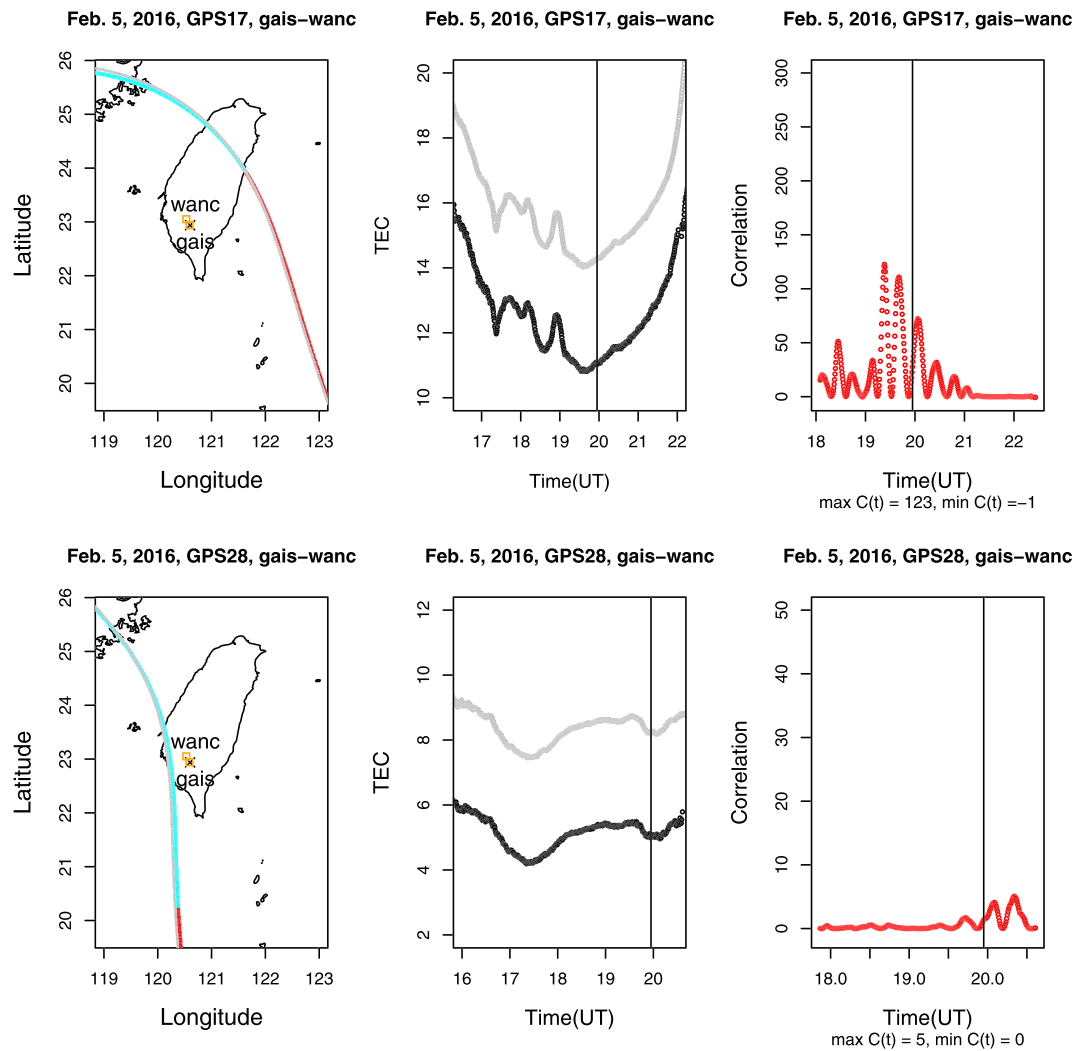 Feb. 5, 2016, GPS17, gais−wanc
Feb. 5, 2016, GPS17, gais−wanc
Feb. 5, 2016, GPS17, gais−wanc
26
25
24
23
22
21
20
Latitude
wanc
gais
119 120 121 122 123
Longitude
20
18
16
14
12
10
TEC
17 18 19 20 21 22
Time(UT)
300
250
200
150
100
50
0
Correlation
18 19 20 21 22
Time(UT)
max C(t) = 123, min C(t) =−1
Feb. 5, 2016, GPS28, gais−wanc
Feb. 5, 2016, GPS28, gais−wanc
Feb. 5, 2016, GPS28, gais−wanc
26
25
24
23
22
21
20
Latitude
wanc
gais
119 120 121 122 123
Longitude
12
10
8
6
4
2
TEC
16 17 18 19 20
Time(UT)
50
40
30
20
10
0
Correlation
18.0 19.0 20.0
Time(UT)
max C(t) = 5, min C(t) = 0